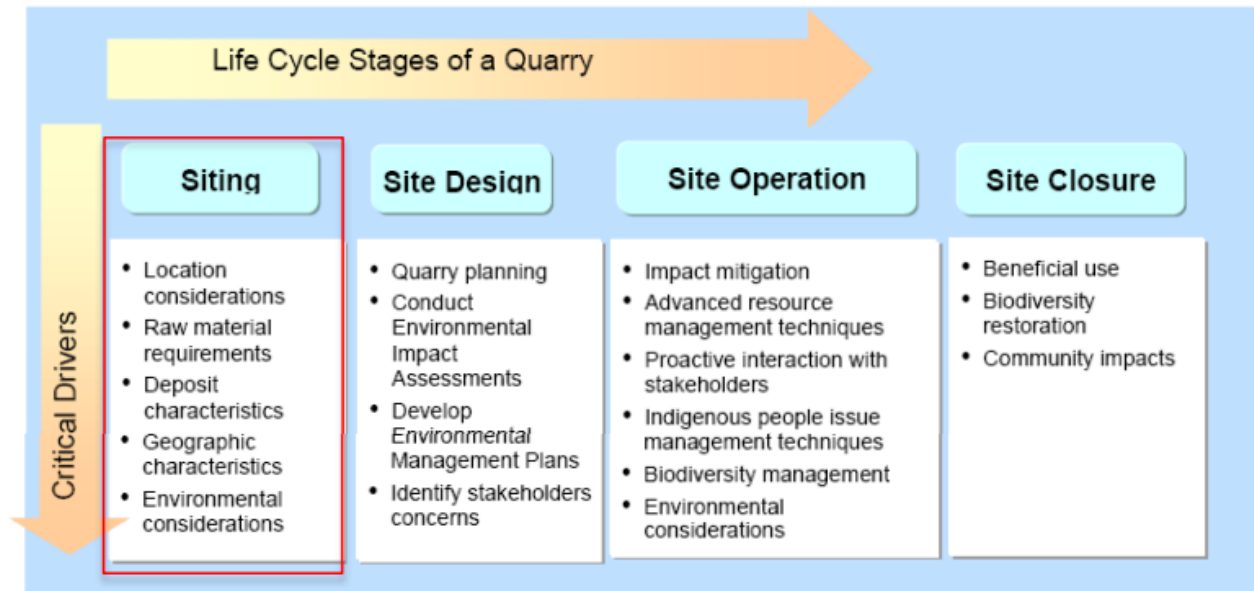 Life Cycle Stages of a Quarry
Critical Drivers
Siting
• Location
considerations
• Raw material
requirements
• Deposit
characteristics
• Geographic
characteristics
• Environmental
considerations
Site Design
• Quarry planning
• Conduct
Environmental
Impact
Assessments
• Develop
Environmental
Management Plans
• Identify stakeholders
concerns
Site Operation
• Impact mitigation
• Advanced resource
management techniques
• Proactive interaction with
stakeholders
• Indigenous people issue
management techniques
• Biodiversity management
• Environmental
considerations
Site Closure
• Beneficial use
• Biodiversity
restoration
• Community impacts